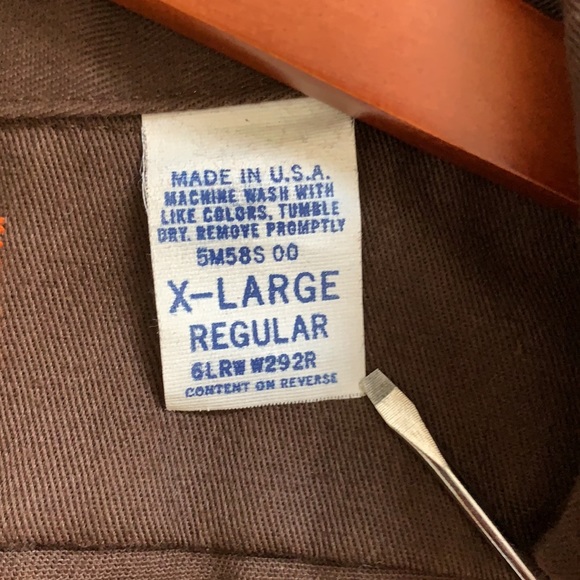 MADE IN U.S.A.
MACHINE WASH WITH
LIKE COLORS, TUMBLE
DRY. REMOVE PROMPTLY
5M58S 00
X-LARGE
REGULAR
6LRW W292R
CONTENT ON REVERSE